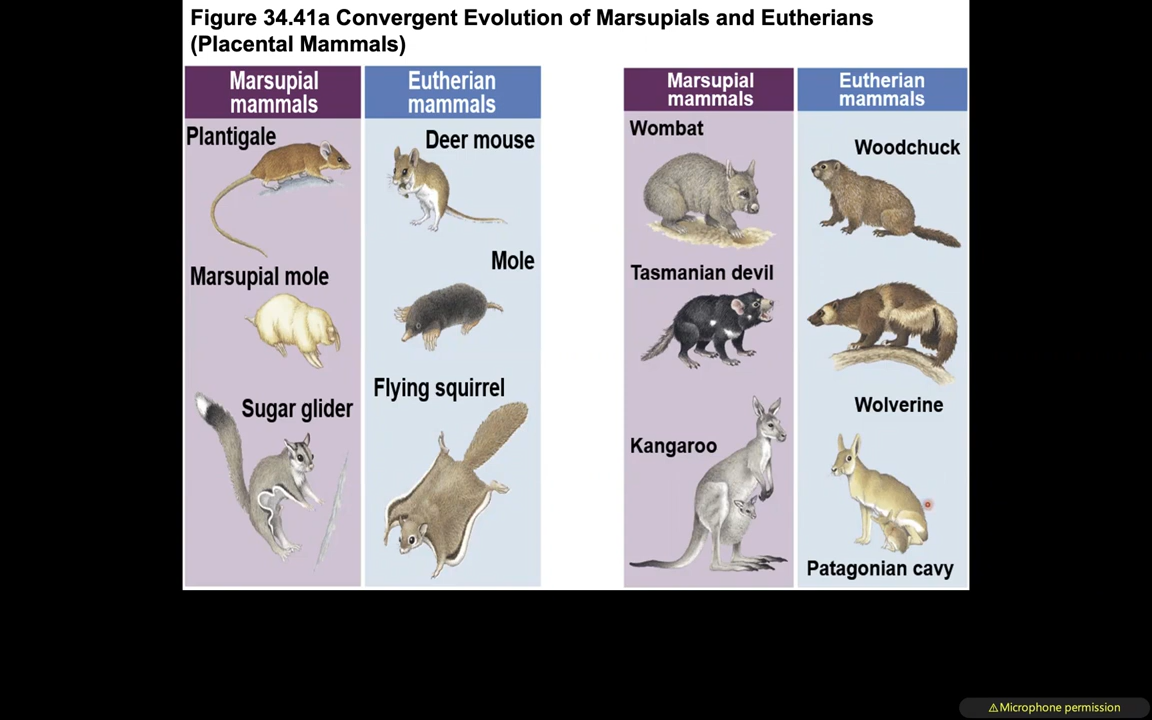 Figure 34.41a Convergent Evolution of Marsupials and Eutherians
(Placental Mammals)
Marsupial
mammals
Eutherian
mammals
Plantigale
Deer mouse
Marsupial mole
Mole
Sugar glider
Flying squirrel
Marsupial
mammals
Eutherian
mammals
Wombat
Woodchuck
Tasmanian devil
Wolverine
Kangaroo
Patagonian cavy
⚠Microphone permission